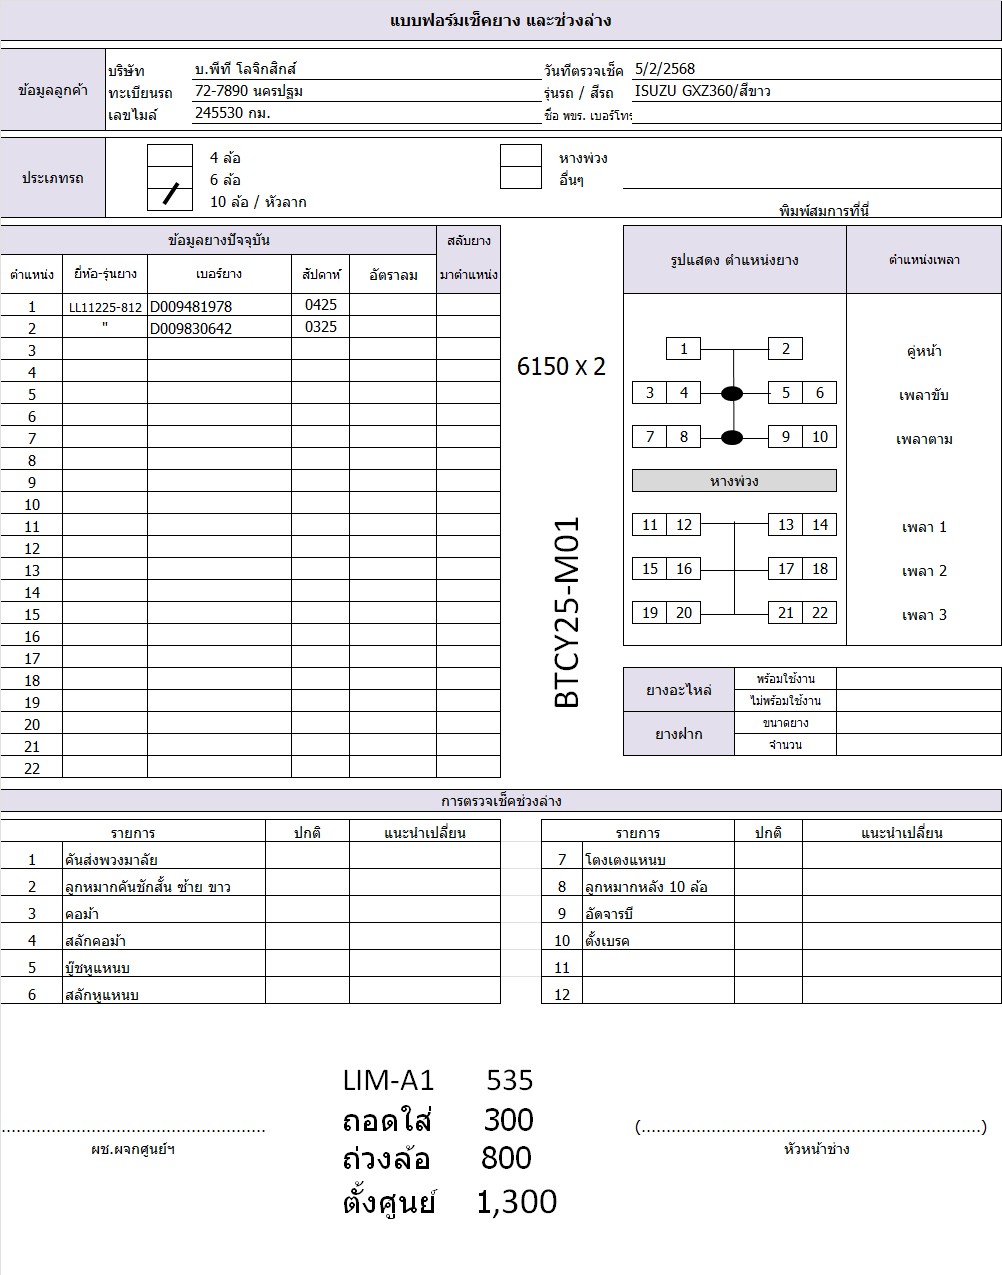 แบบฟอร์มเช็คยาง และช่วงล่าง
ข้อมูลลูกค้า
บริษัท บ.พีที โลจิกสิกส์ วันที่ตรวจเช็ค 5/2/2568
ทะเบียนรถ 72-7890 นครปฐม รุ่นรถ / สีรถ ISUZU GXZ360/สีขาว
เลขไมล์ 245530 กม. ชื่อ พขร. เบอร์โทร
ประเภทรถ
4 ล้อ หางพ่วง
6 ล้อ อื่นๆ
/ 10 ล้อ / หัวลาก
พิมพ์สมการที่นี่
ข้อมูลยางปัจจุบัน สลับยาง
ตำแหน่ง ยี่ห้อ-รุ่นยาง เบอร์ยาง สัปดาห์ อัตราลม มาตำแหน่ง
1 LL11225-812 D009481978 0425
2 " D009830642 0325
3
4
5
6
7
8
9
10
11
12
13
14
15
16
17
18
19
20
21
22
6150 x 2
BTCY25-M01
รูปแสดง ตำแหน่งยาง ตำแหน่งเพลา
1 2 คู่หน้า
3 4 5 6 เพลาขับ
7 8 9 10 เพลาตาม
หางพ่วง
11 12 13 14 เพลา 1
15 16 17 18 เพลา 2
19 20 21 22 เพลา 3
ยางอะไหล่ พร้อมใช้งาน
ไม่พร้อมใช้งาน
ยางฝาก ขนาดยาง
จำนวน
การตรวจเช็คช่วงล่าง
รายการ ปกติ แนะนำเปลี่ยน รายการ ปกติ แนะนำเปลี่ยน
1 คันส่งพวงมาลัย 7 โตงเตงแหนบ
2 ลูกหมากคันชักสั้น ซ้าย ขาว 8 ลูกหมากหลัง 10 ล้อ
3 คอม้า 9 อัดจารบี
4 สลักคอม้า 10 ตั้งเบรค
5 บู๊ชหูแหนบ 11
6 สลักหูแหนบ 12
LIM-A1 535
ถอดใส่ 300
ถ่วงล้อ 800
ตั้งศูนย์ 1,300
..................................................... (....................................................................)
ผช.ผจกศูนย์ฯ หัวหน้าช่าง